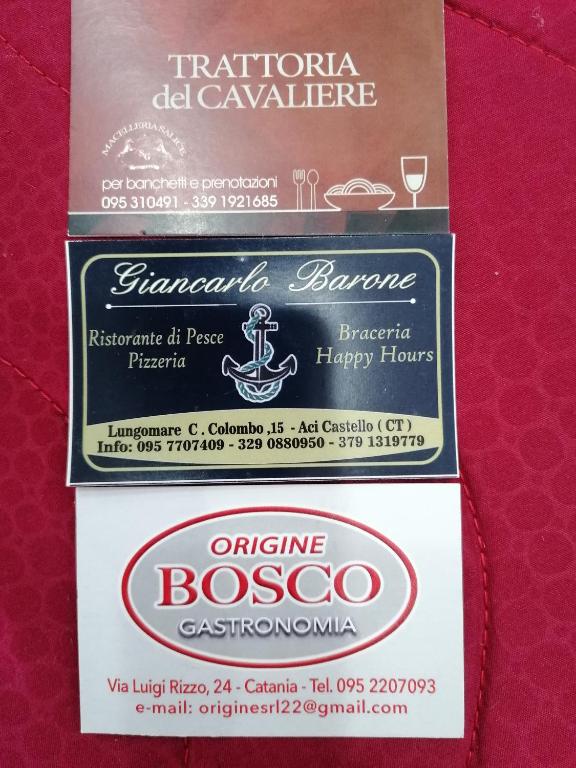 TRATTORIA
del CAVALIERE
MACELLERIA SALICE
per banchetti e prenotazioni
095 310491 - 339 1921685
Giancarlo Barone
Ristorante di Pesce
Pizzeria
Braceria
Happy Hours
Lungomare C . Colombo ,15 - Aci Castello ( CT )
Info: 095 7707409 - 329 0880950 - 379 1319779
ORIGINE
BOSCO
GASTRONOMIA
Via Luigi Rizzo, 24 - Catania - Tel. 095 2207093
e-mail: originesrl22@gmail.com